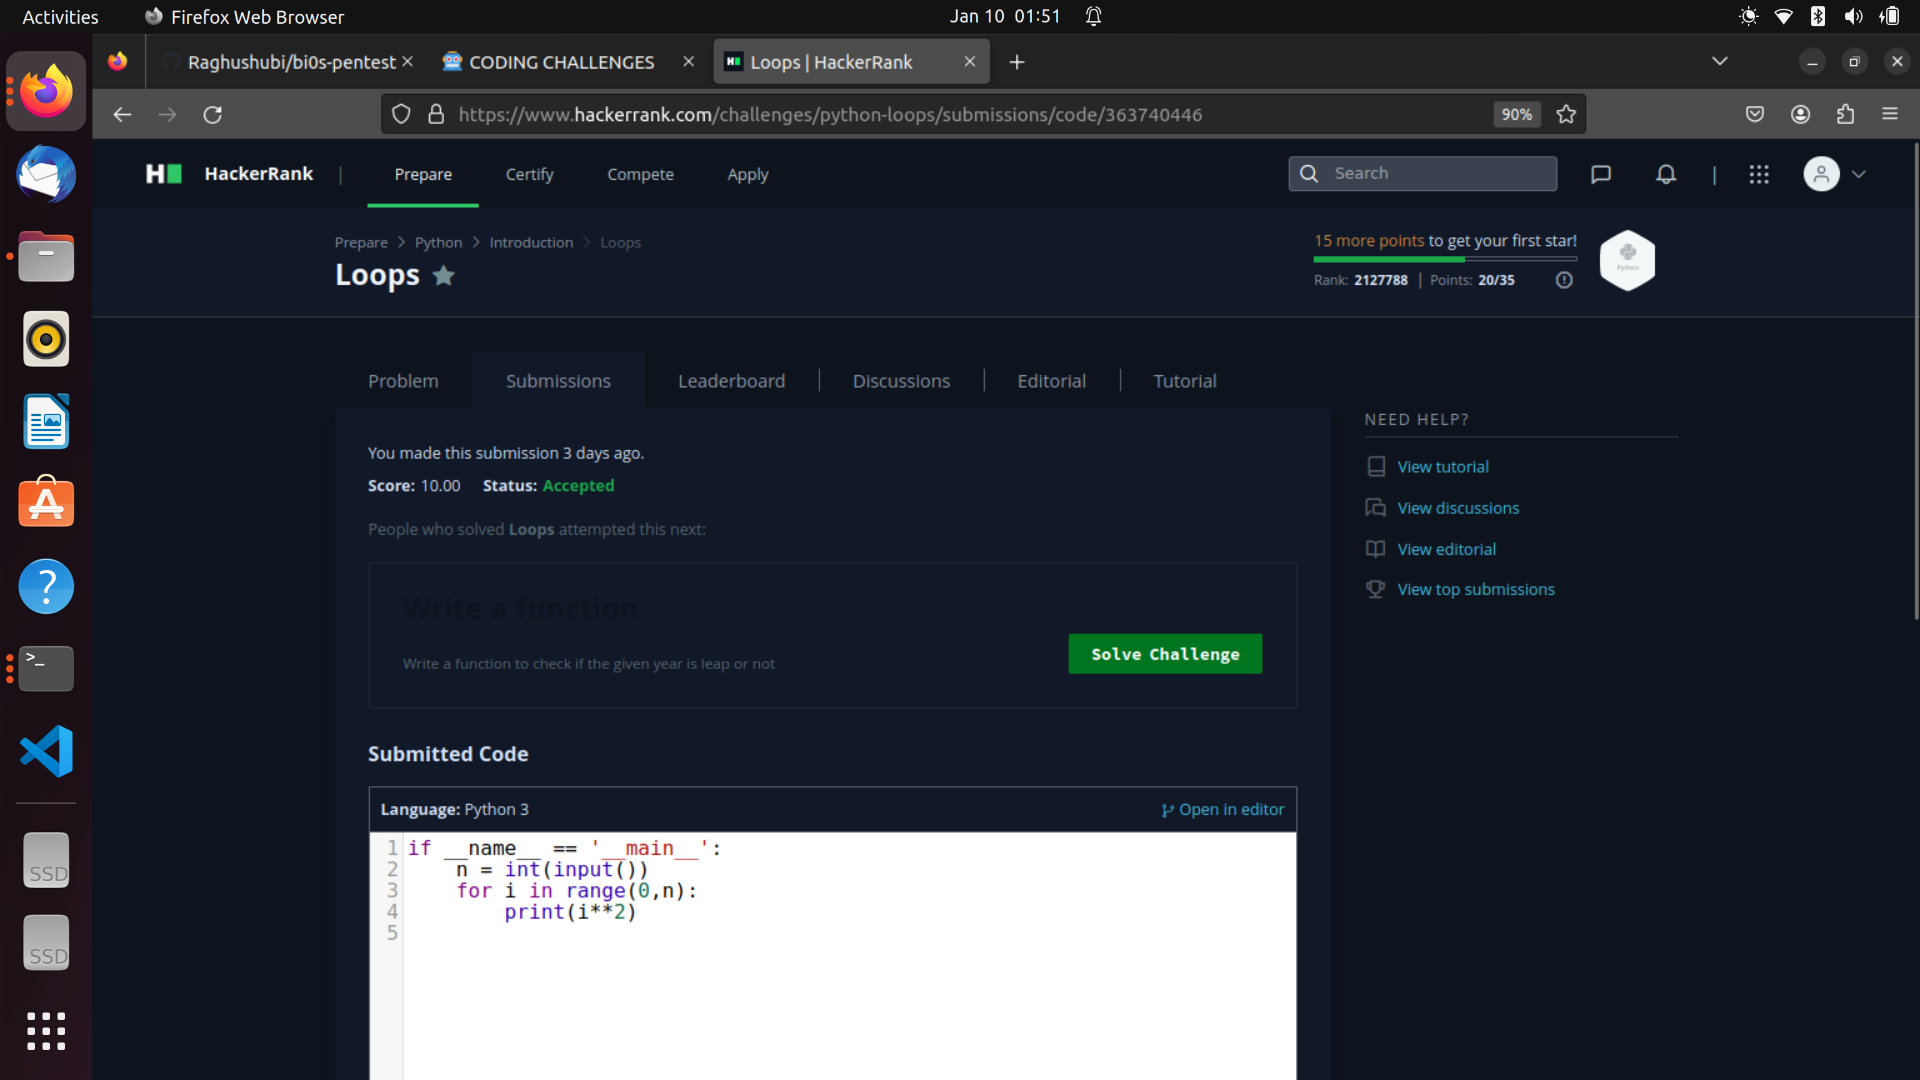 Activities Firefox Web Browser Jan 10 01:51
Raghushubi/bi0s-pentest CODING CHALLENGES Loops | HackerRank
https://www.hackerrank.com/challenges/python-loops/submissions/code/363740446 90%
HackerRank | Prepare Certify Compete Apply Search
Prepare Python Introduction Loops
Loops
15 more points to get your first star!
Rank: 2127788 | Points: 20/35
Python
Problem Submissions Leaderboard Discussions Editorial Tutorial
You made this submission 3 days ago.
Score: 10.00 Status: Accepted
People who solved Loops attempted this next:
Write a function
Write a function to check if the given year is leap or not
Solve Challenge
NEED HELP?
View tutorial
View discussions
View editorial
View top submissions
Submitted Code
Language: Python 3 Open in editor
1 if __name__ == '__main__':
2 n = int(input())
3 for i in range(0,n):
4 print(i**2)
5
SSD
SSD